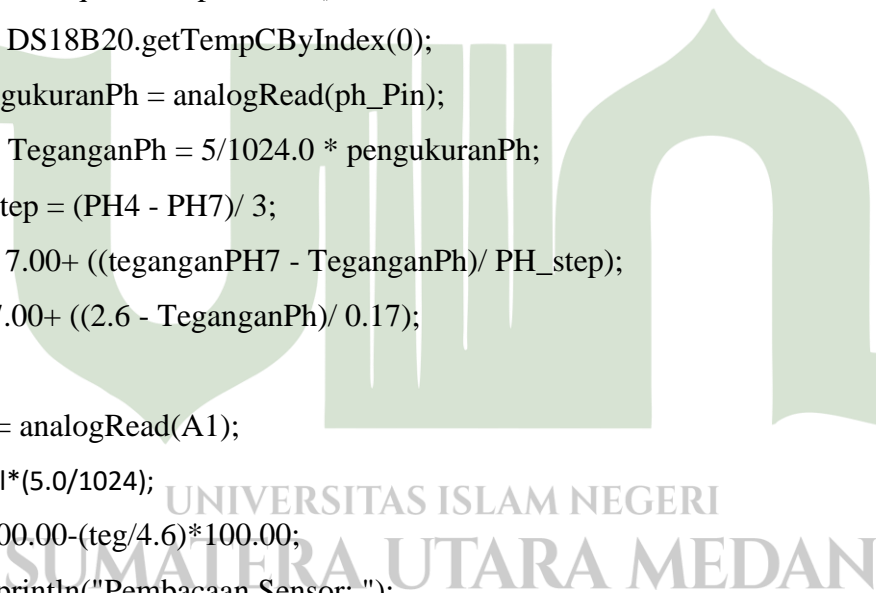 DS18B20.getTempCByIndex(0);
gukuranPh = analogRead(ph_Pin);
TeganganPh = 5/1024.0 * pengukuranPh;
tep = (PH4 - PH7)/ 3;
7.00+ ((teganganPH7 - TeganganPh)/ PH_step);
.00+ ((2.6 - TeganganPh)/ 0.17);
= analogRead(A1);
l*(5.0/1024);
00.00-(teg/4.6)*100.00;
println("Pembacaan Sensor: ");
UNIVERSITAS ISLAM NEGERI
SUMATERA UTARA MEDAN